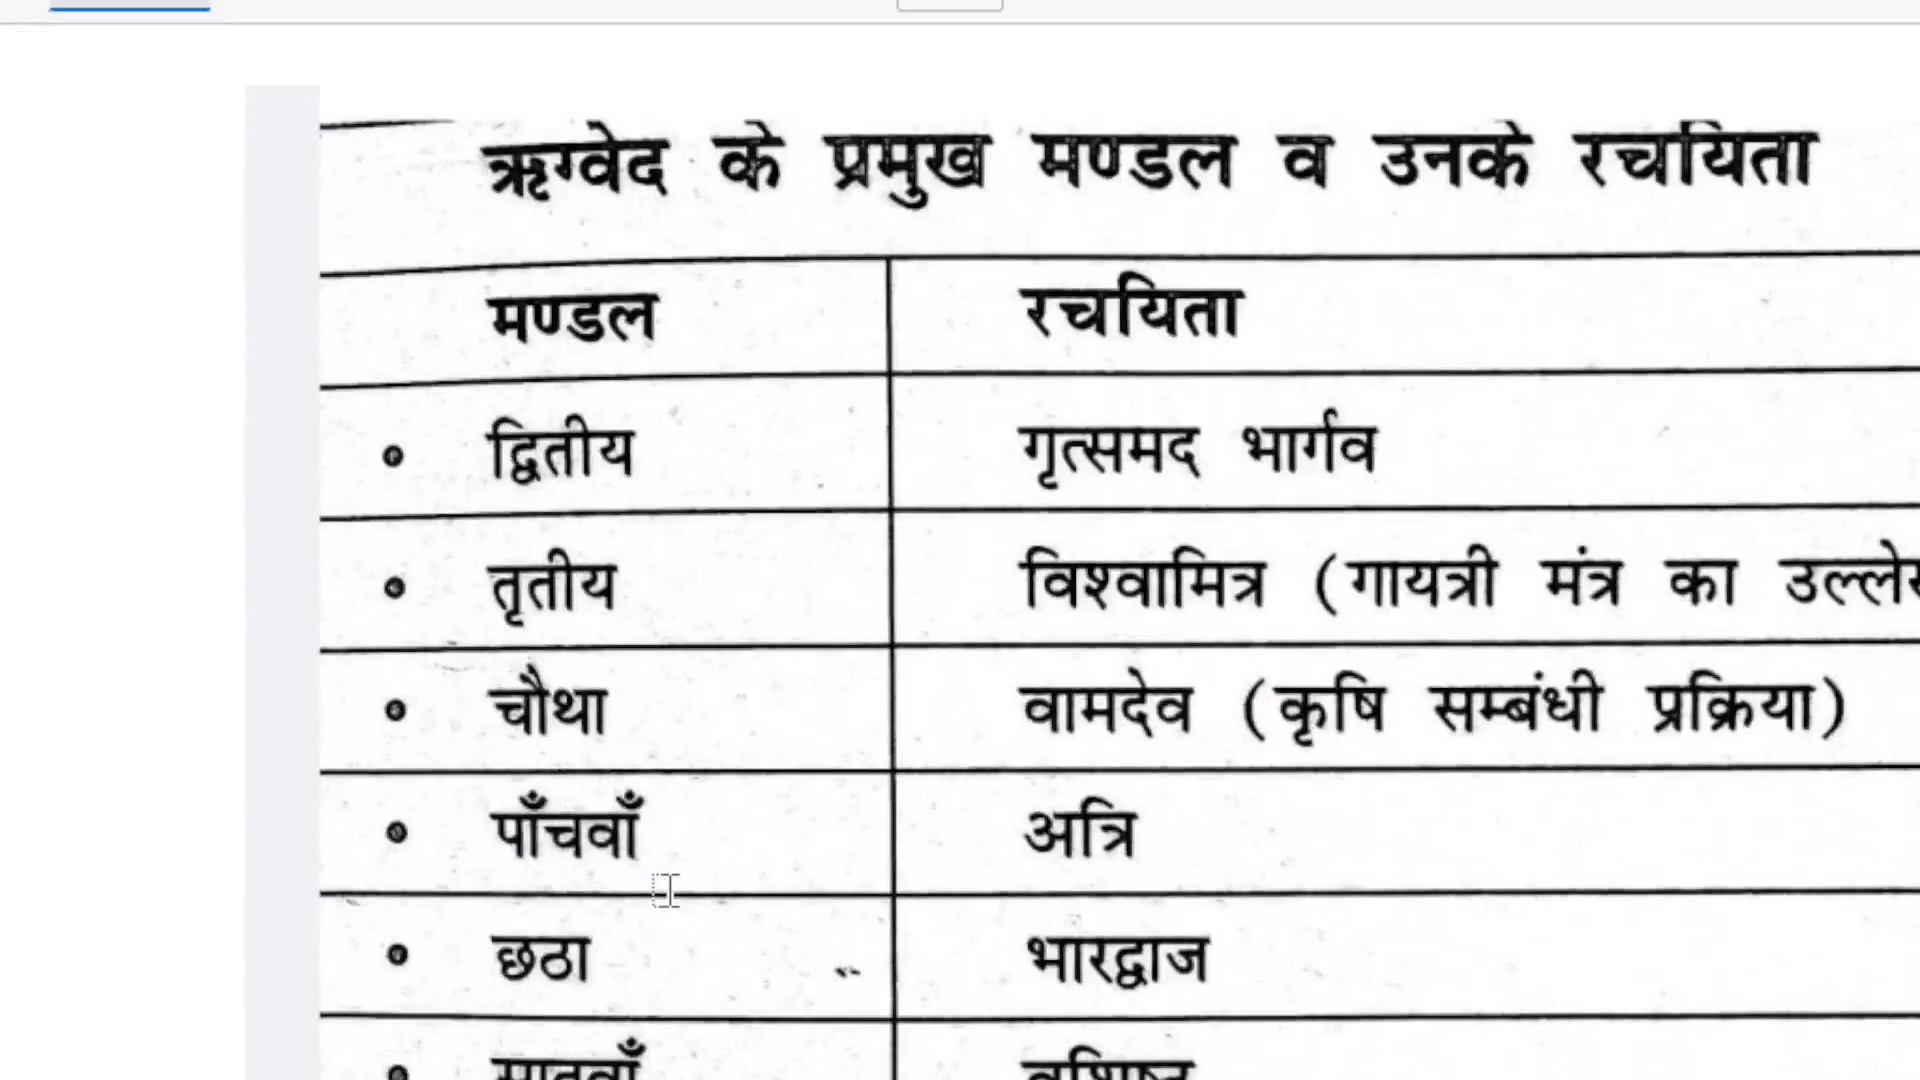 ऋग्वेद के प्रमुख मण्डल व उनके रचयिता
मण्डल रचयिता
• द्वितीय गृत्समद भार्गव
• तृतीय विश्वामित्र (गायत्री मंत्र का
• चौथा वामदेव (कृषि सम्बंधी प्रक्रिया)
• पाँचवाँ अत्रि
• छठा भारद्वाज